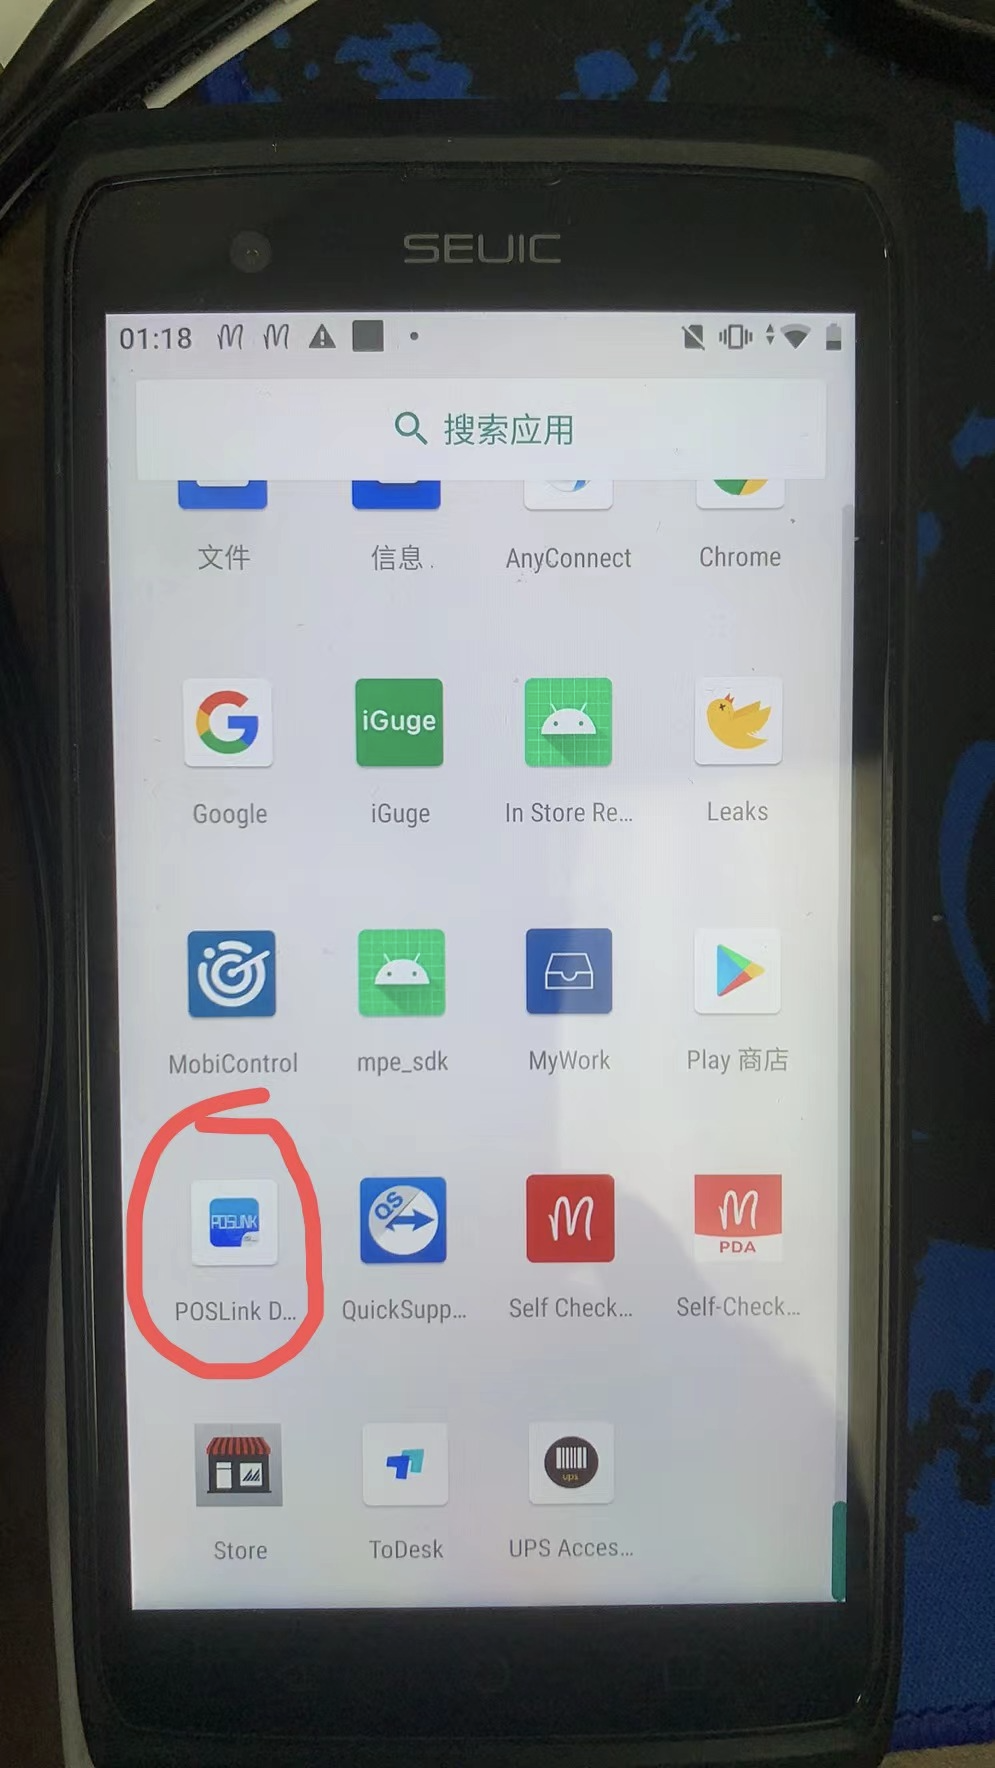 SEUIC
01:18
搜索应用
文件 信息 AnyConnect Chrome
iGuge
Google iGuge In Store Re... Leaks
MobiControl mpe_sdk MyWork Play 商店
POSLINK QS
PDA
POSLink D... QuickSupp... Self Check... Self-Check...
ups
Store ToDesk UPS Acces...